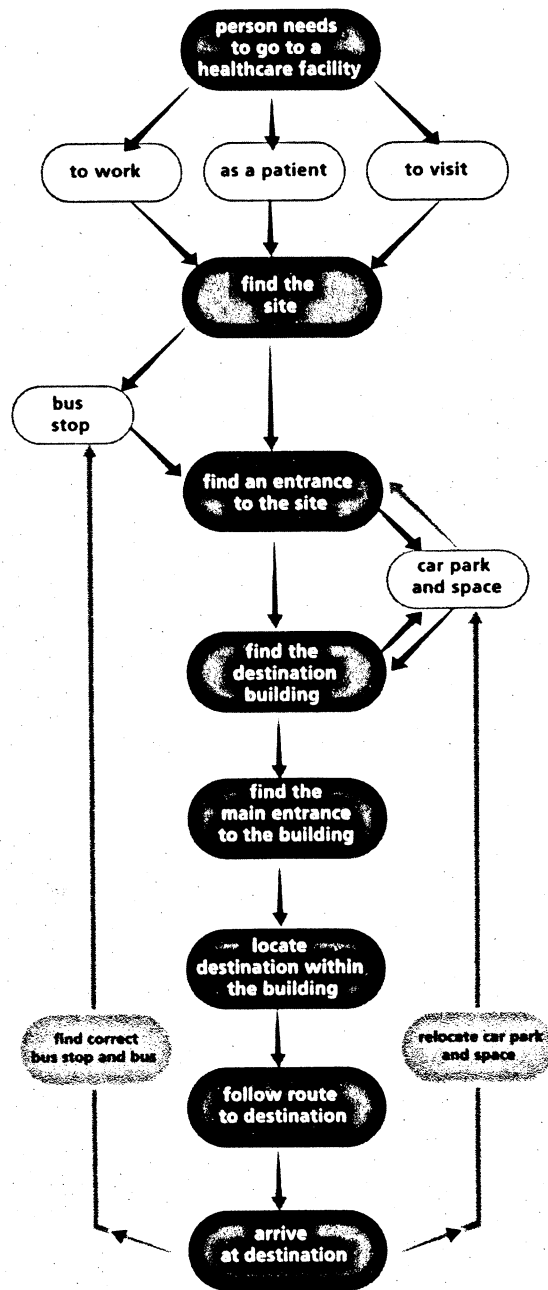 person needs
to go to a
healthcare facility
to work
as a patient
to visit
find the
site
bus
stop
find an entrance
to the site
car park
and space
find the
destination
building
find the
main entrance
to the building
locate
destination within
the building
find correct
bus stop and bus
relocate car park
and space
follow route
to destination
arrive
at destination